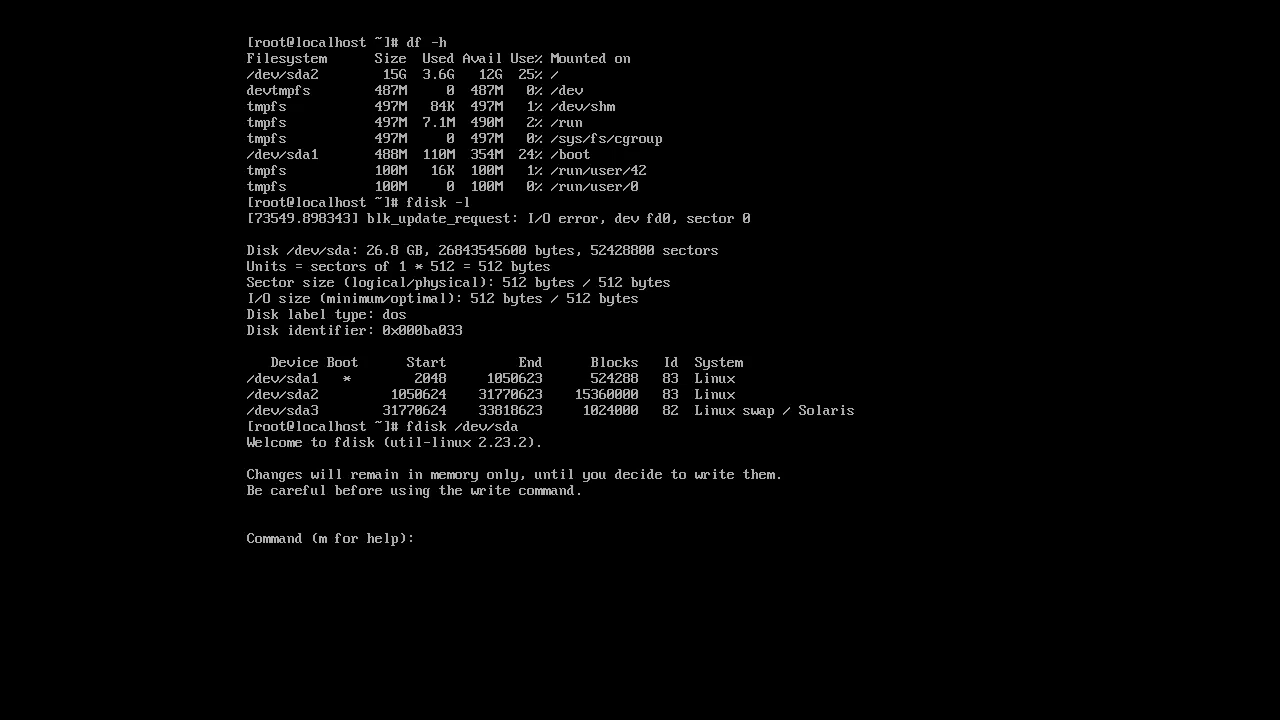 [root@localhost ~]# df -h
Filesystem      Size  Used Avail Use% Mounted on
/dev/sda2        15G  3.6G   12G  25% /
devtmpfs        487M     0  487M   0% /dev
tmpfs           497M   84K  497M   1% /dev/shm
tmpfs           497M  7.1M  490M   2% /run
tmpfs           497M     0  497M   0% /sys/fs/cgroup
/dev/sda1       488M  110M  354M  24% /boot
tmpfs           100M   16K  100M   1% /run/user/42
tmpfs           100M     0  100M   0% /run/user/0
[root@localhost ~]# fdisk -l
[73549.898343] blk_update_request: I/O error, dev fd0, sector 0

Disk /dev/sda: 26.8 GB, 26843545600 bytes, 52428800 sectors
Units = sectors of 1 * 512 = 512 bytes
Sector size (logical/physical): 512 bytes / 512 bytes
I/O size (minimum/optimal): 512 bytes / 512 bytes
Disk label type: dos
Disk identifier: 0x000ba033

   Device Boot      Start         End      Blocks   Id  System
/dev/sda1   *        2048     1050623      524288   83  Linux
/dev/sda2         1050624    31770623    15360000   83  Linux
/dev/sda3        31770624    33818623     1024000   82  Linux swap / Solaris
[root@localhost ~]# fdisk /dev/sda
Welcome to fdisk (util-linux 2.23.2).

Changes will remain in memory only, until you decide to write them.
Be careful before using the write command.


Command (m for help):